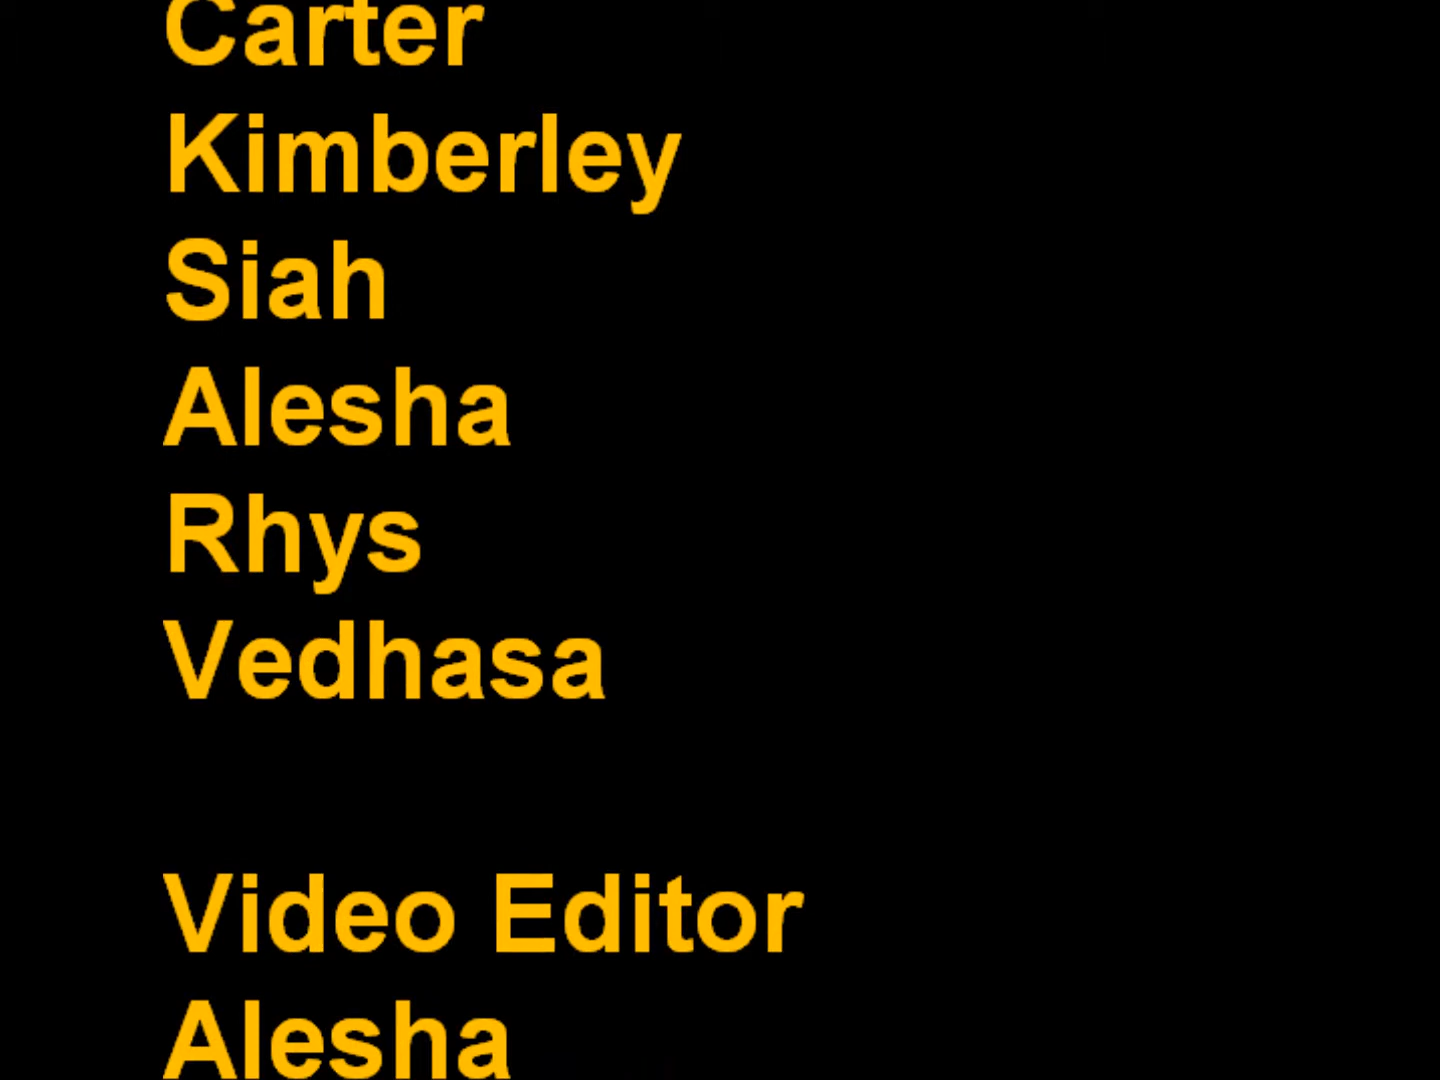 Carter
Kimberley
Siah
Alesha
Rhys
Vedhasa
Video Editor
Alesha